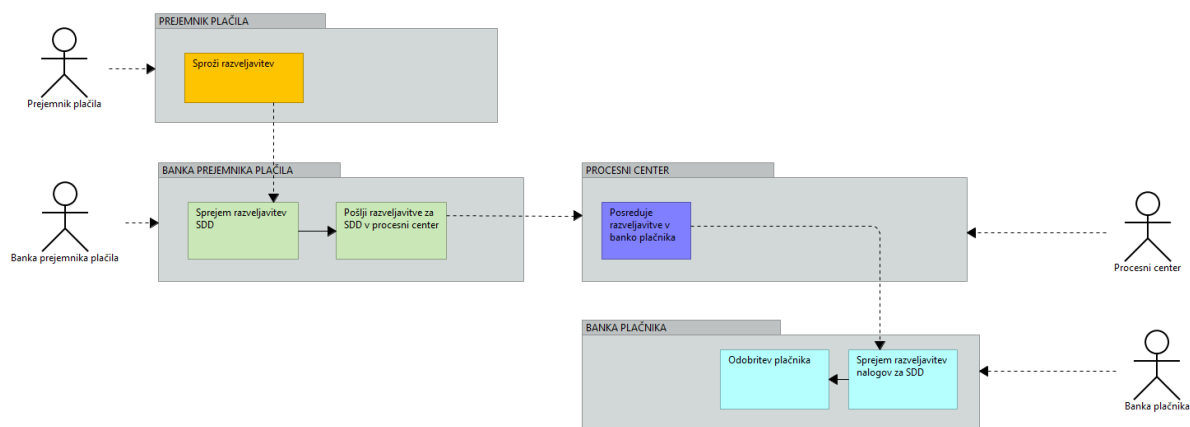 PREJEMNIK PLAČILA
Sproži razveljavitev
Prejemnik plačila
BANKA PREJEMNIKA PLAČILA
Sprejem razveljavitev
SDD
Pošlji razveljavitve za
SDD v procesni center
Banka prejemnika plačila
PROCESNI CENTER
Posreduje
razveljavitve v
banko plačnika
Procesni center
BANKA PLAČNIKA
Odobritev plačnika
Sprejem razveljavitev
nalogov za SDD
Banka plačnika